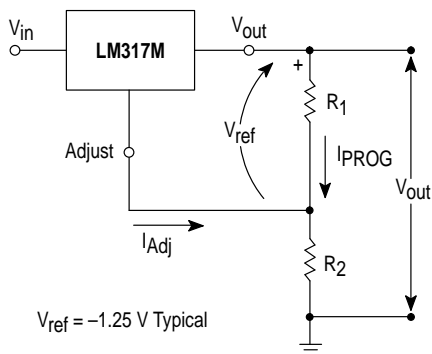 Vin
LM317M
Vout
+
R1
Vref
Adjust
IPROG
Vout
IAdj
R2
Vref = –1.25 V Typical